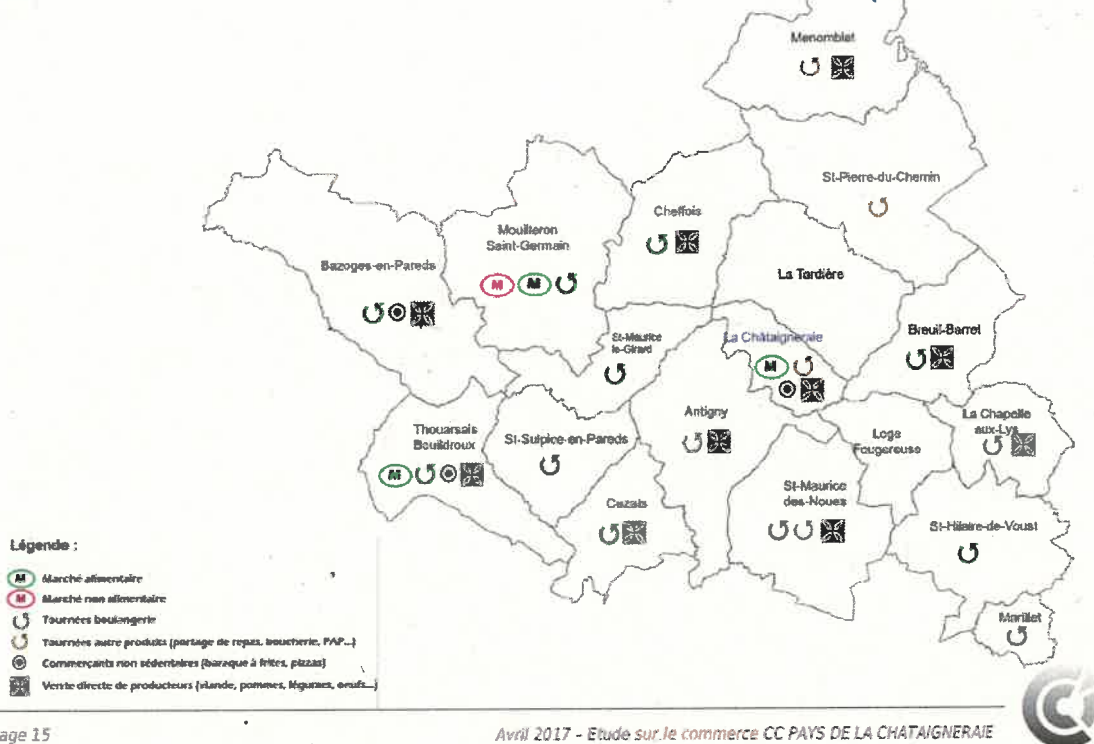 Menomblet
St-Pierre-du-Chemin
Cheffois
Mouilleron
Saint-Germain
M M
Bazoges-en-Pareds
La Tardière
St-Maurice
le-Girard
La Châtaigneraie
M
Breuil-Barret
Thouarsais
Bouildroux
M
St-Sulpice-en-Pareds
Antigny
Loge
Fougereuse
La Chapelle
aux-Lys
Cezais
St-Maurice
des-Noues
St-Hilaire-de-Voust
Marillet
Légende :
M Marché alimentaire
M Marché non alimentaire
Tournées boulangerie
Tournées autre produits (portage de repas, boucherie, PAP...)
Commerçants non sédentaires (baraque à frites, pizzas)
Vente directe de producteurs (viande, pommes, légumes, oeufs...)
age 15
Avril 2017 - Etude sur le commerce CC PAYS DE LA CHATAIGNERAIE